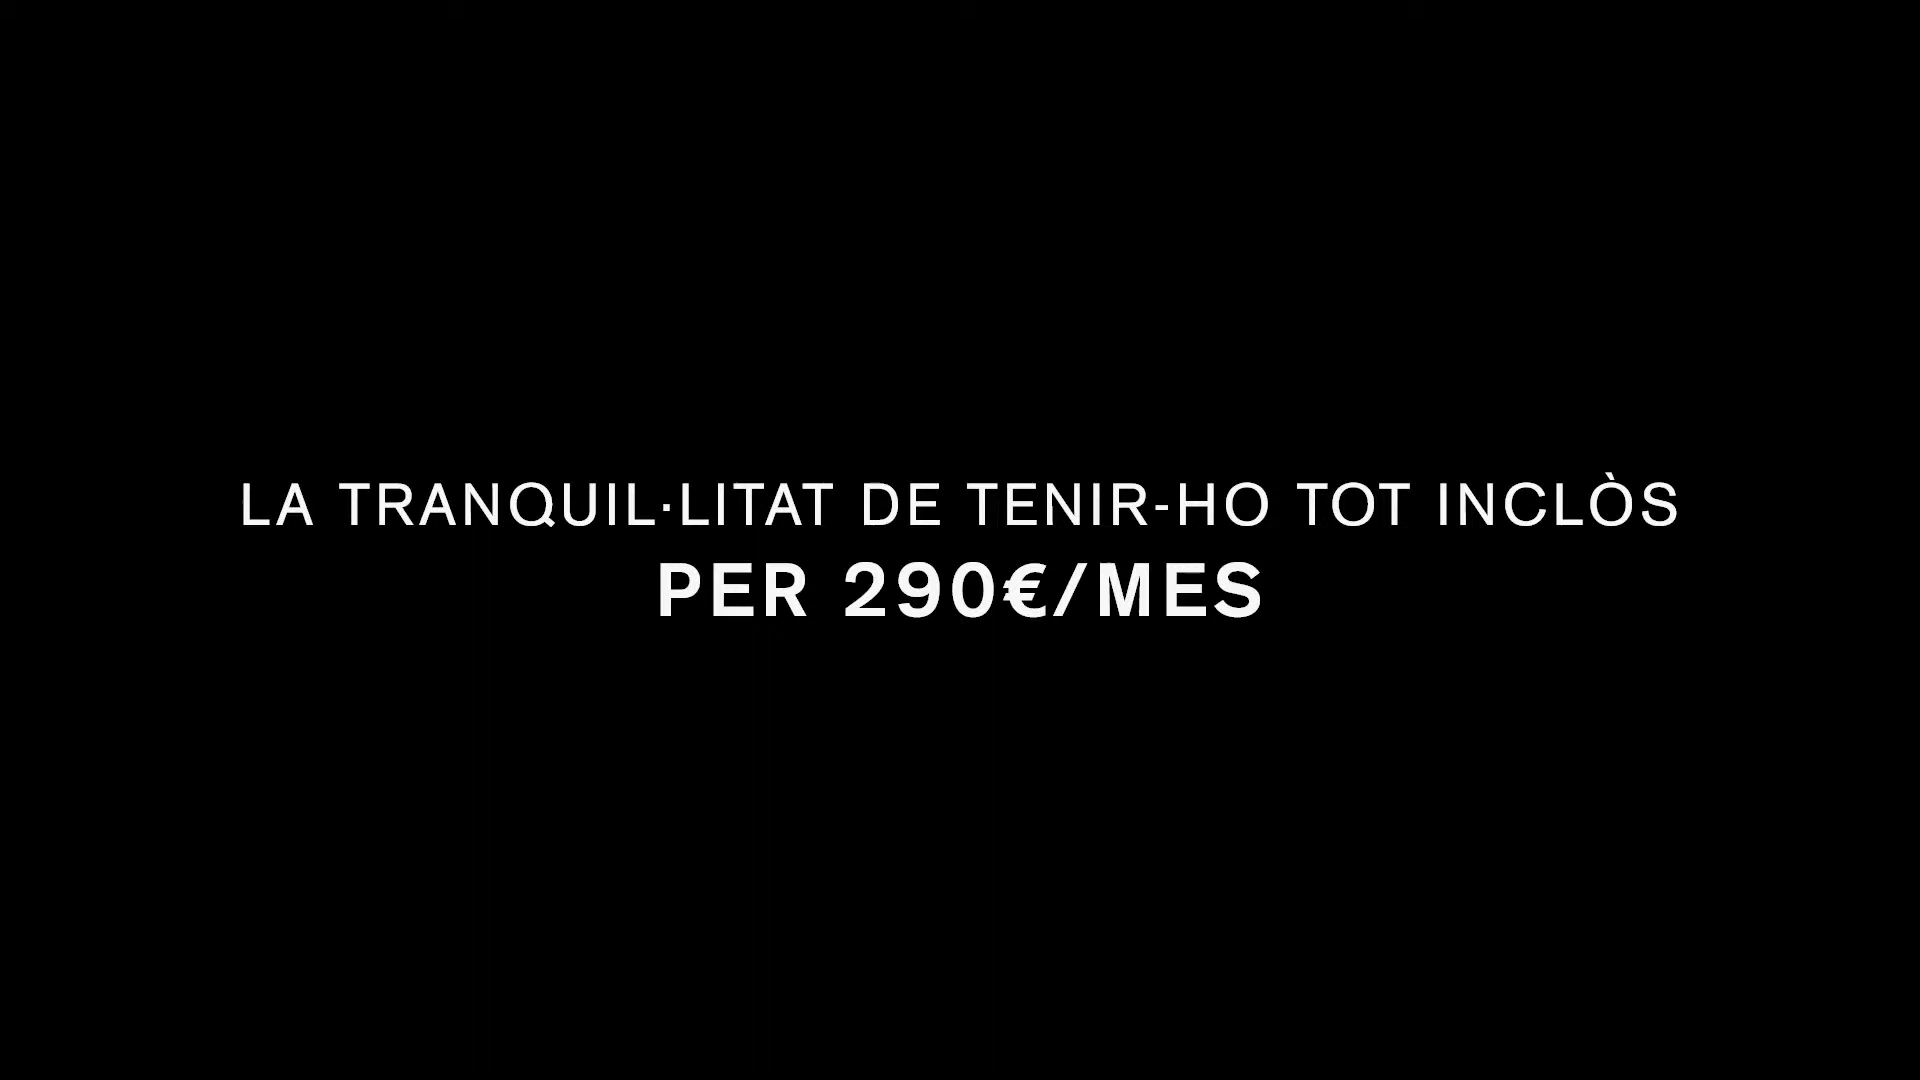 LA TRANQUIL·LITAT DE TENIR-HO TOT INCLÒS
PER 290€/MES